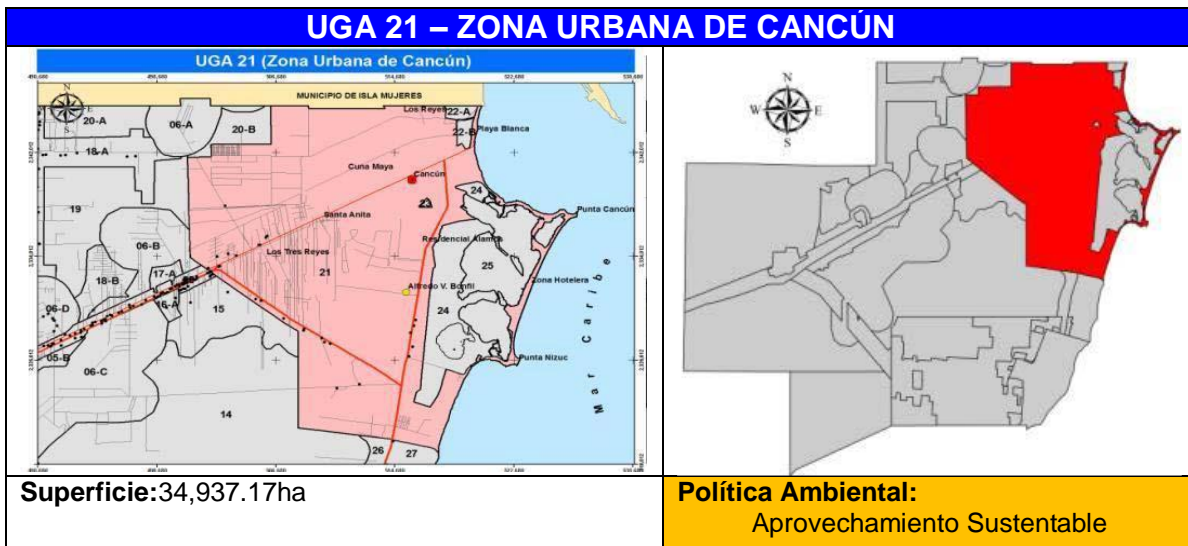 UGA 21 – ZONA URBANA DE CANCÚN
UGA 21 (Zona Urbana de Cancún)
MUNICIPIO DE ISLA MUJERES
N
E
S
20-A
06-A
20-B
Los Reyes
22-A
22-B
Playa Blanca
18-A
Cuna Maya
Cancún
19
23
24
Punta Cancún
Santa Anita
06-B
Los Tres Reyes
Residencial Alamos
25
17-A
21
Zona Hotelera
18-B
Alfredo V. Bonfil
16-A
15
24
06-D
Mar Caribe
05-B
06-C
Punta Nizuc
14
26
27
N
W
E
S
Superficie:34,937.17ha
Política Ambiental:
Aprovechamiento Sustentable